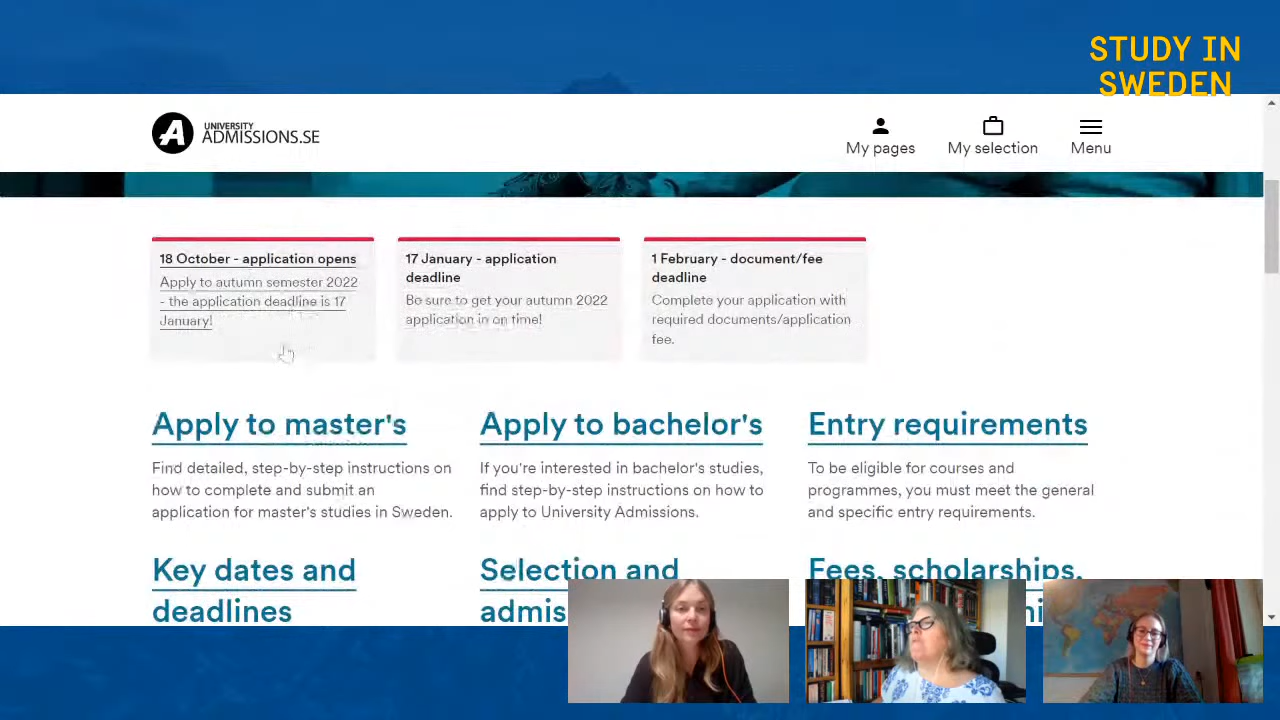 STUDY IN
SWEDEN
UNIVERSITY
ADMISSIONS.SE
My pages
My selection
Menu
18 October - application opens
Apply to autumn semester 2022
- the application deadline is 17
January!
17 January - application
deadline
Be sure to get your autumn 2022
application in on time!
1 February - document/fee
deadline
Complete your application with
required documents/application
fee.
Apply to master's
Find detailed, step-by-step instructions on
how to complete and submit an
application for master's studies in Sweden.
Apply to bachelor's
If you're interested in bachelor's studies,
find step-by-step instructions on how to
apply to University Admissions.
Entry requirements
To be eligible for courses and
programmes, you must meet the general
and specific entry requirements.
Key dates and
deadlines
Selection and
Fees, scholarships,